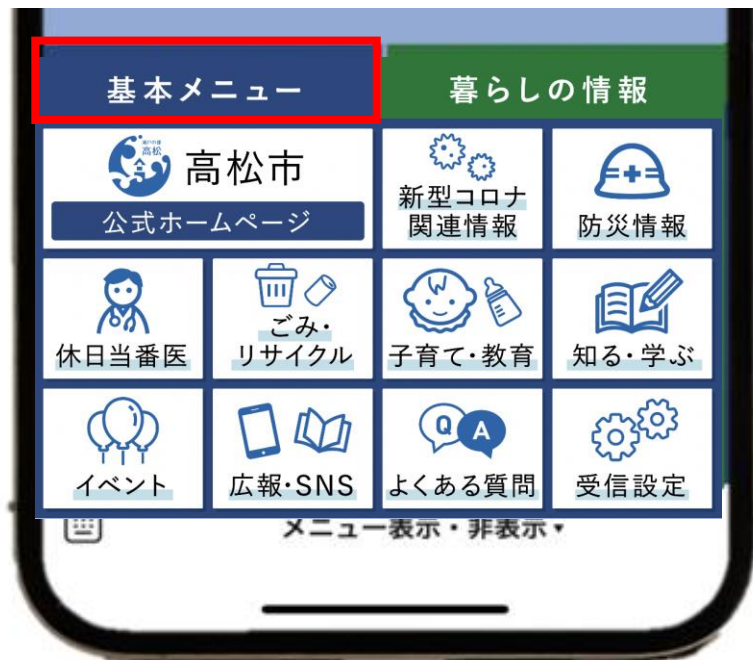 基本メニュー
暮らしの情報
高松
高松市
公式ホームページ
新型コロナ
関連情報
防災情報
休日当番医
ごみ・
リサイクル
子育て・教育
知る・学ぶ
イベント
広報・SNS
Q A
よくある質問
受信設定
メニュー表示・非表示▾